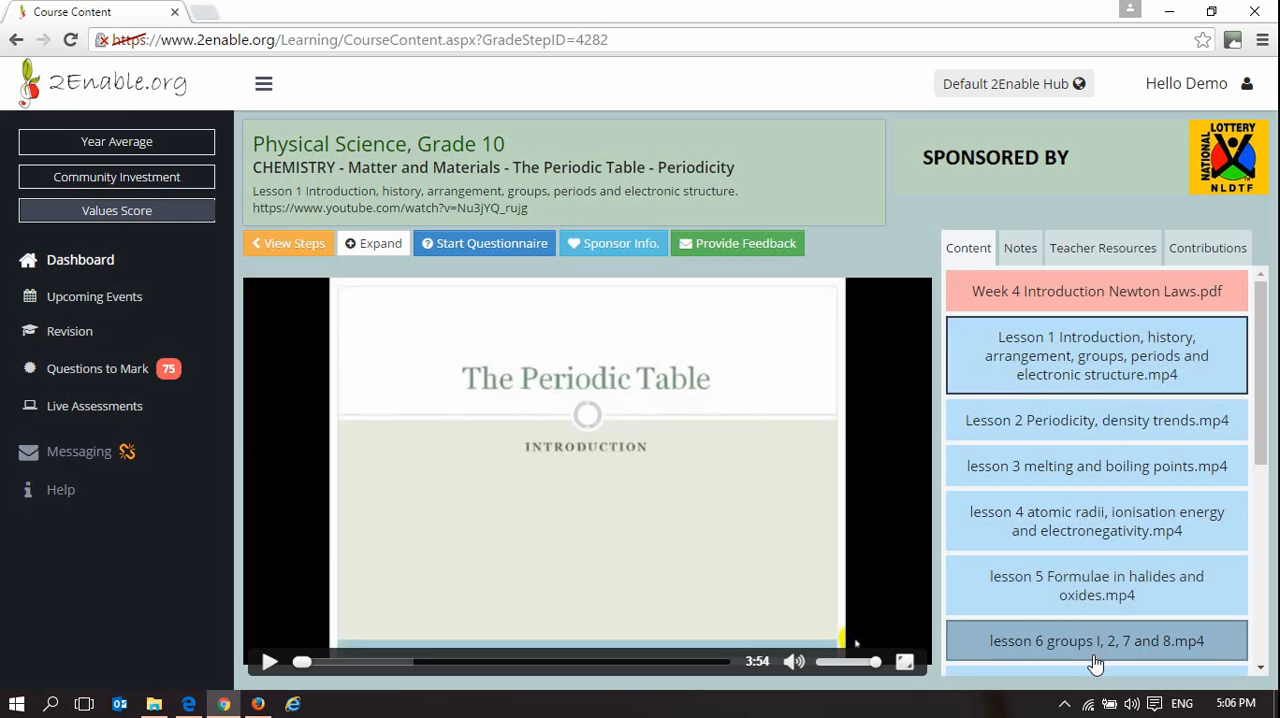 Course Content
https://www.2enable.org/Learning/CourseContent.aspx?GradeStepID=4282
2Enable.org
Default 2Enable Hub
Hello Demo
Year Average
Community Investment
Values Score
Dashboard
Upcoming Events
Revision
Questions to Mark 75
Live Assessments
Messaging
Help
Physical Science, Grade 10
CHEMISTRY - Matter and Materials - The Periodic Table - Periodicity
Lesson 1 Introduction, history, arrangement, groups, periods and electronic structure.
https://www.youtube.com/watch?v=Nu3jYQ_rujg
SPONSORED BY
NATIONAL LOTTERY
NLDTF
View Steps
Expand
Start Questionnaire
Sponsor Info.
Provide Feedback
The Periodic Table
INTRODUCTION
3:54
Content
Notes
Teacher Resources
Contributions
Week 4 Introduction Newton Laws.pdf
Lesson 1 Introduction, history,
arrangement, groups, periods and
electronic structure.mp4
Lesson 2 Periodicity, density trends.mp4
lesson 3 melting and boiling points.mp4
lesson 4 atomic radii, ionisation energy
and electronegativity.mp4
lesson 5 Formulae in halides and
oxides.mp4
lesson 6 groups I, 2, 7 and 8.mp4
ENG
5:06 PM